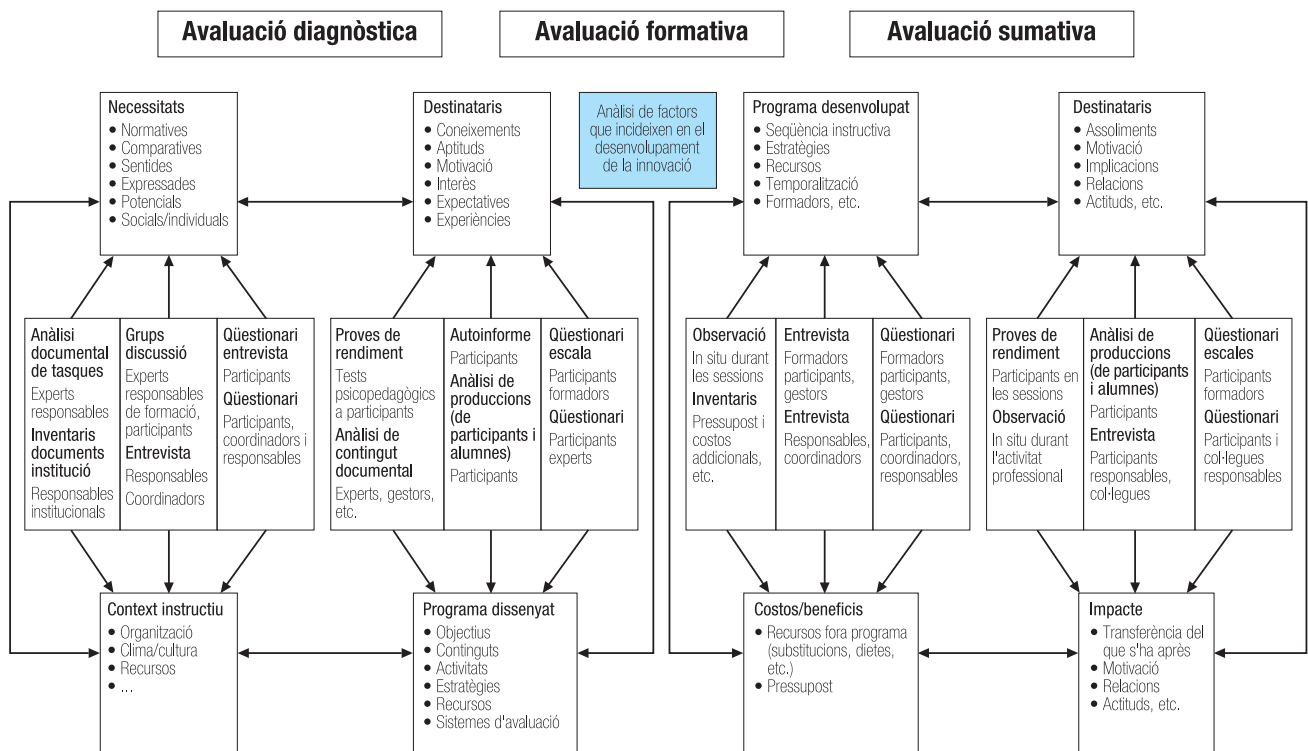 Avaluació diagnòstica
Avaluació formativa
Avaluació sumativa
Necessitats
• Normatives
• Comparatives
• Sentides
• Expressades
• Potencials
• Socials/individuals
Destinataris
• Coneixements
• Aptituds
• Motivació
• Interès
• Expectatives
• Experiències
Anàlisi de factors
que incideixen en el
desenvolupament
de la innovació
Programa desenvolupat
• Seqüència instructiva
• Estratègies
• Recursos
• Temporalització
• Formadors, etc.
Destinataris
• Assoliments
• Motivació
• Implicacions
• Relacions
• Actituds, etc.
Anàlisi
documental
de tasques
Experts
responsables
Inventaris
documents
institució
Responsables
institucionals
Grups
discussió
Experts
responsables
de formació,
participants
Entrevista
Responsables
Coordinadors
Qüestionari
entrevista
Participants
Qüestionari
Participants,
coordinadors i
responsables
Proves de
rendiment
Tests
psicopedagògics
a participants
Anàlisi de
contingut
documental
Experts, gestors,
etc.
Autoinforme
Participants
Anàlisi de
produccions
(de
participants i
alumnes)
Participants
Qüestionari
escala
Participants
formadors
Qüestionari
Participants
experts
Observació
In situ durant
les sessions
Inventaris
Pressupost i
costos
addicionals,
etc.
Entrevista
Formadors
participants,
gestors
Entrevista
Responsables,
coordinadors
Qüestionari
Formadors
participants,
gestors
Qüestionari
Participants,
coordinadors,
responsables
Proves de
rendiment
Participants en
les sessions
Observació
In situ durant
l'activitat
professional
Anàlisi de
produccions
(de participants
i alumnes)
Participants
Entrevista
Participants
responsables,
col·legues
Qüestionari
escales
Participants
formadors
Qüestionari
Participants i
col·legues
responsables
Context instructiu
• Organització
• Clima/cultura
• Recursos
• ...
Programa dissenyat
• Objectius
• Continguts
• Activitats
• Estratègies
• Recursos
• Sistemes d'avaluació
Costos/beneficis
• Recursos fora programa
(substitucions, dietes,
etc.)
• Pressupost
Impacte
• Transferència del
que s'ha après
• Motivació
• Relacions
• Actituds, etc.